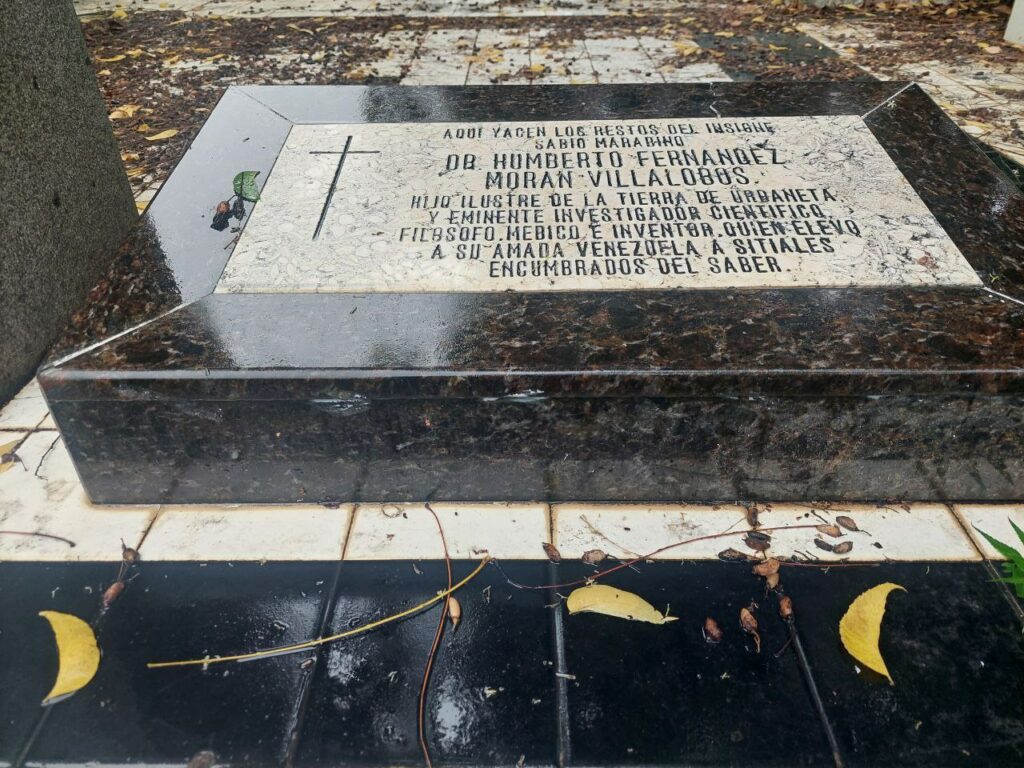 AQUI YACEN LOS RESTOS DEL INSIGNE
SABIO MARABINO
DR. HUMBERTO FERNANDEZ
MORAN VILLALOBOS.
HIJO ILUSTRE DE LA TIERRA DE URDANETA
Y EMINENTE INVESTIGADOR CIENTIFICO,
FILOSOFO, MEDICO, E INVENTOR, QUIEN ELEVO
A SU AMADA VENEZUELA A SITIALES
ENCUMBRADOS DEL SABER.